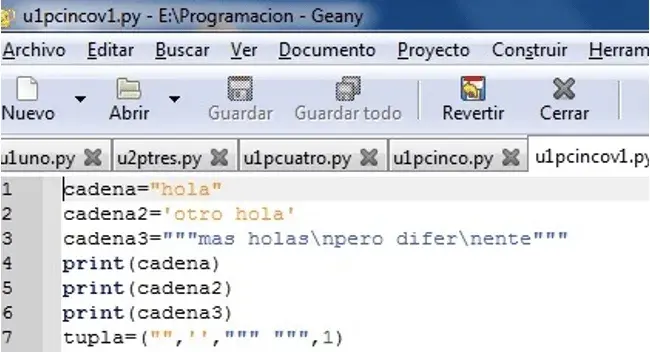 u1pcincov1.py - E:\Programacion - Geany
Archivo Editar Buscar Ver Documento Proyecto Construir Herram
Nuevo Abrir Guardar Guardar todo Revertir Cerrar
u1uno.py u2ptres.py u1pcuatro.py u1pcinco.py u1pcincov1.py
1 cadena="hola"
2 cadena2='otro hola'
3 cadena3="""mas holas\npero difer\nente"""
4 print(cadena)
5 print(cadena2)
6 print(cadena3)
7 tupla=("",'',""" """,1)